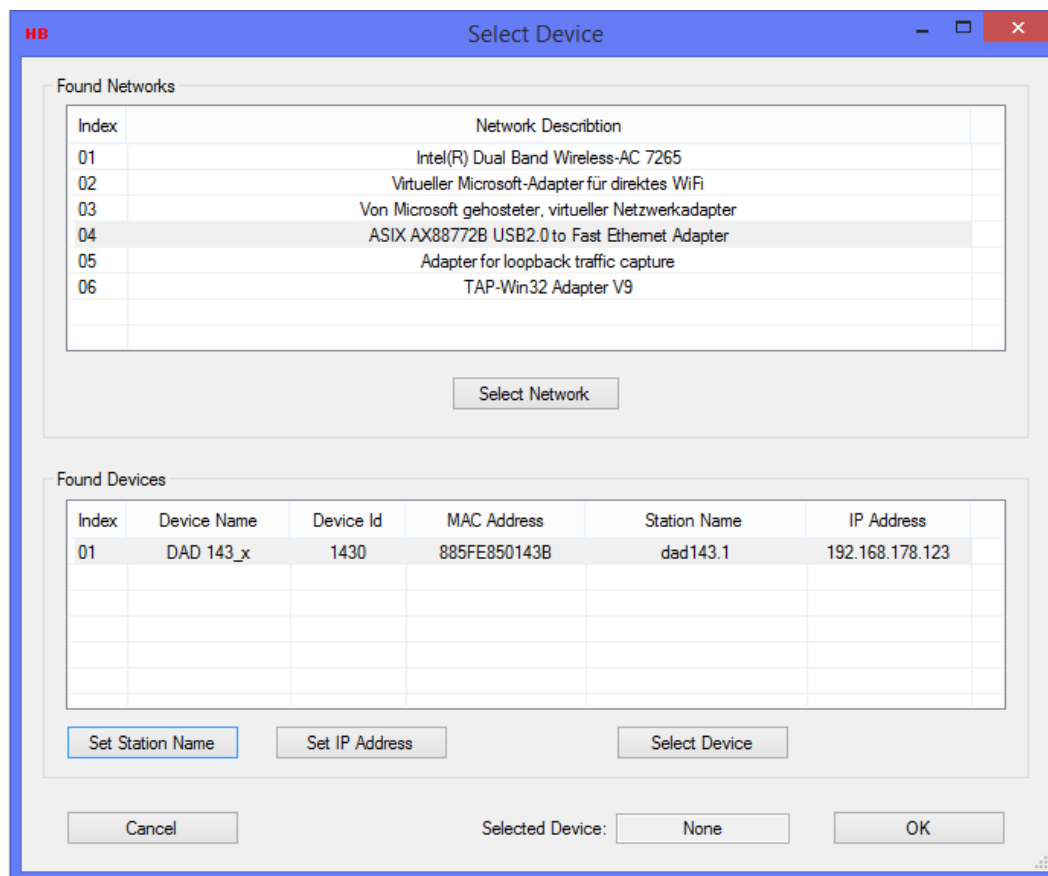 HB Select Device
Found Networks
Index Network Describtion
01 Intel(R) Dual Band Wireless-AC 7265
02 Virtueller Microsoft-Adapter für direktes WiFi
03 Von Microsoft gehosteter, virtueller Netzwerkadapter
04 ASIX AX88772B USB2.0 to Fast Ethernet Adapter
05 Adapter for loopback traffic capture
06 TAP-Win32 Adapter V9
Select Network
Found Devices
Index Device Name Device Id MAC Address Station Name IP Address
01 DAD 143_x 1430 885FE850143B dad143.1 192.168.178.123
Set Station Name Set IP Address Select Device
Cancel Selected Device: None OK